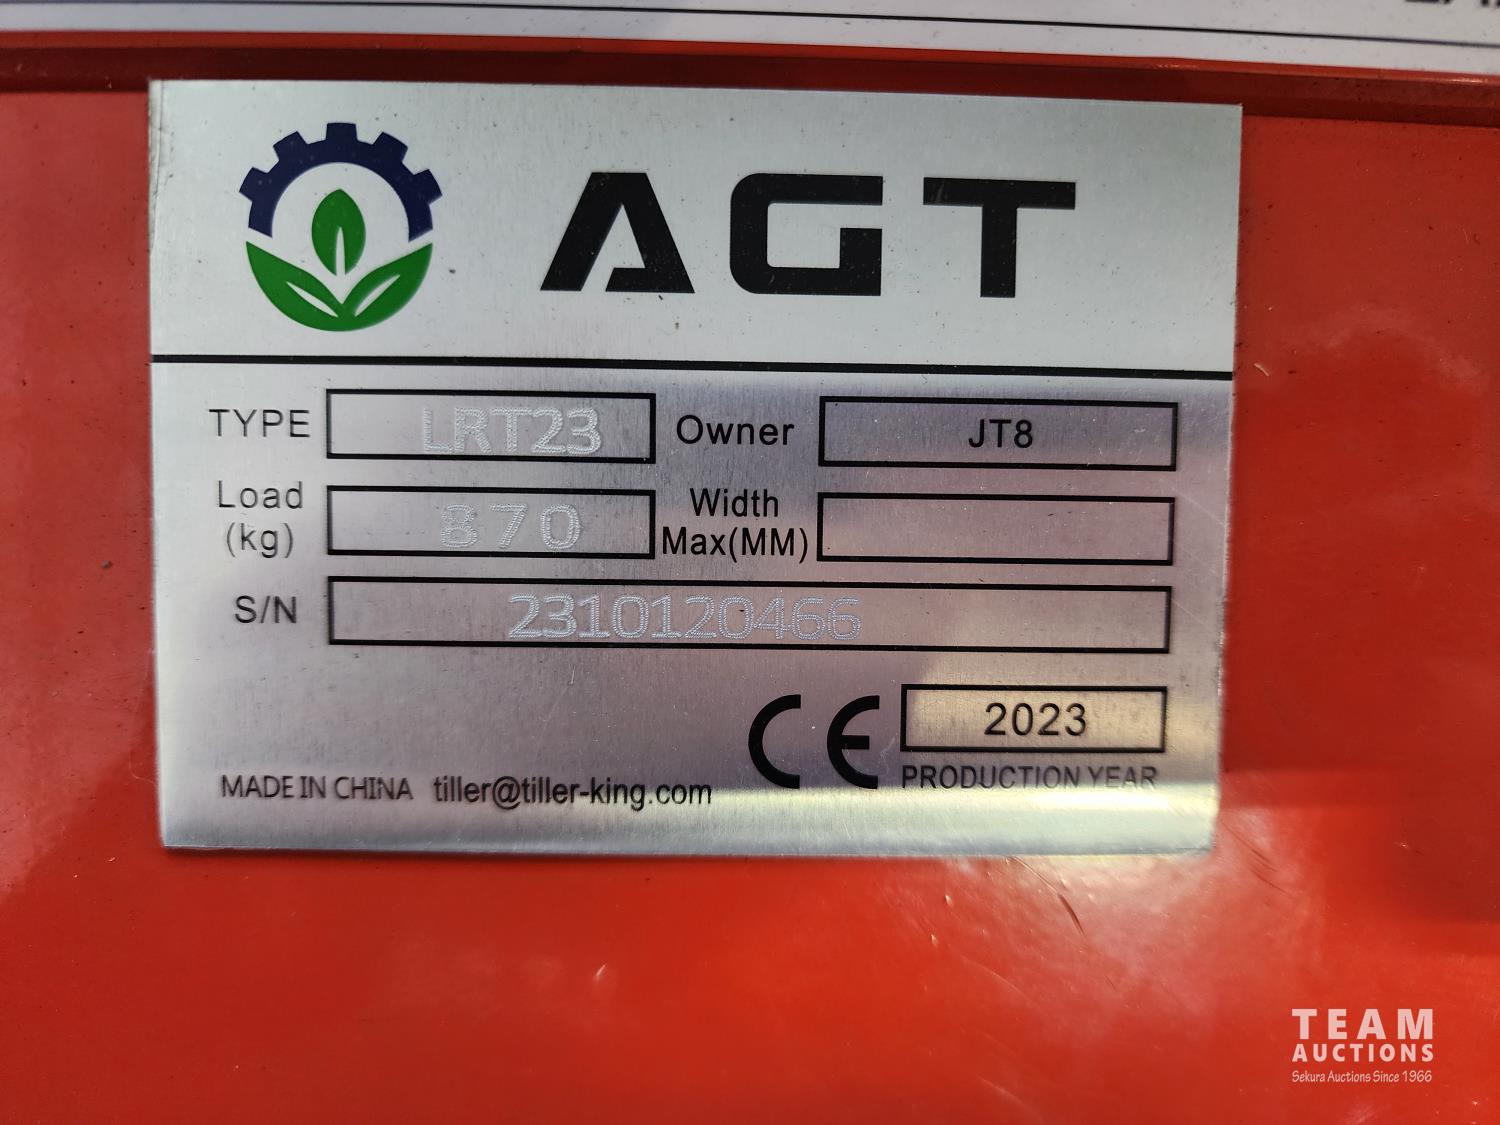 AGT
TYPE LRT23 Owner JT8
Load (kg) 870 Width Max(MM)
S/N 2310120466
CE 2023
PRODUCTION YEAR
MADE IN CHINA tiller@tiller-king.com
TEAM
AUCTIONS
Sekura Auctions Since 1966